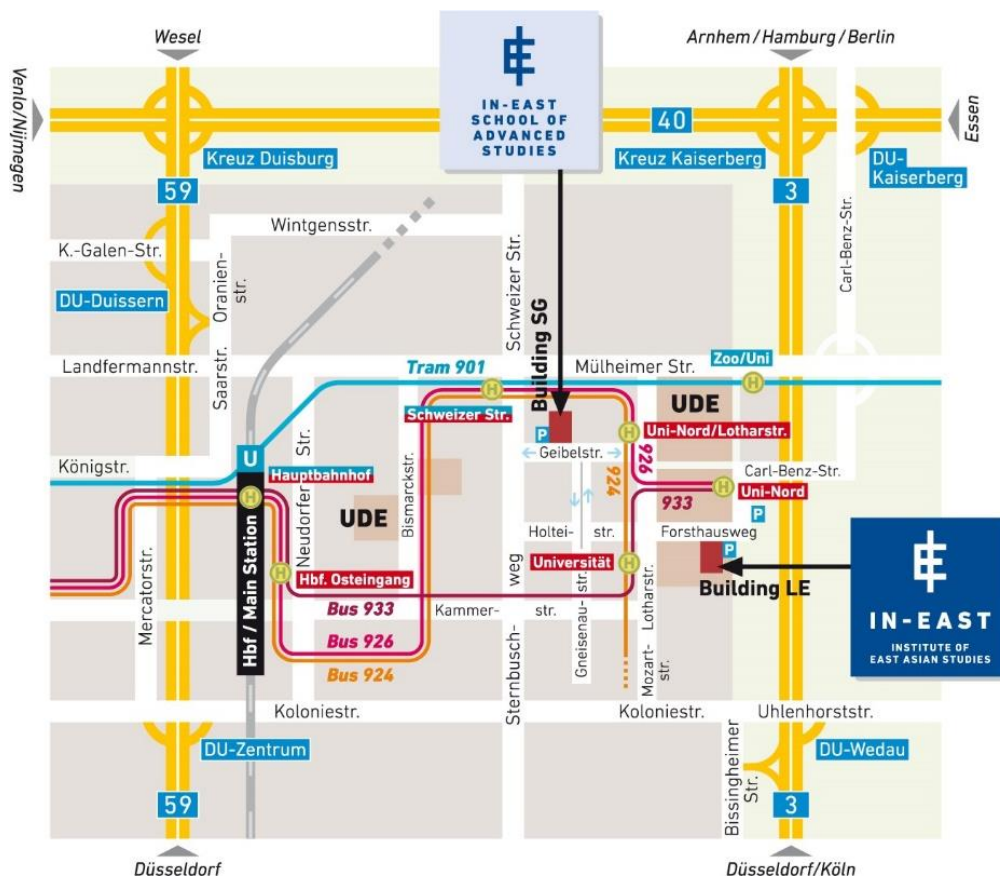 Wesel
Arnhem / Hamburg / Berlin
Venlo/Nijmegen
Essen
IN-EAST
SCHOOL OF
ADVANCED
STUDIES
40
Kreuz Duisburg
Kreuz Kaiserberg
DU-
Kaiserberg
59
3
Wintgensstr.
K.-Galen-Str.
Oranien-
str.
Schweizer Str.
Carl-Benz-Str.
DU-Duissern
Building SG
Landfermannstr.
Saarstr.
Tram 901
Mülheimer Str.
Zoo/Uni
H
H
Schweizer Str.
UDE
P
H
Uni-Nord/Lotharstr.
Königstr.
U
Hauptbahnhof
Neudorfer Str.
Bismarckstr.
Geibelstr.
924
926
Carl-Benz-Str.
H
UDE
933
H
Uni-Nord
P
Holtei-
str.
Forsthausweg
H
Hbf. Osteingang
Universität
H
P
Building LE
Mercatorstr.
Hbf / Main Station
Bus 933
Kammer-
str.
Bus 926
Bus 924
Sternbusch-
weg
Gneisenau-
str.
Mozart-
str.
Lotharstr.
IN-EAST
INSTITUTE OF
EAST ASIAN STUDIES
Koloniestr.
Koloniestr.
Uhlenhorststr.
DU-Zentrum
Bissingheimer
Str.
DU-Wedau
59
3
Düsseldorf
Düsseldorf/Köln